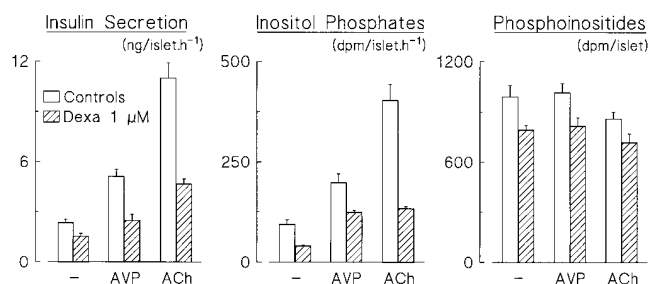 Insulin Secretion
(ng/islet.h⁻¹)
12
6
0
Controls
Dexa 1 µM
–
AVP
ACh
Inositol Phosphates
(dpm/islet.h⁻¹)
500
250
0
–
AVP
ACh
Phosphoinositides
(dpm/islet)
1200
600
0
–
AVP
ACh